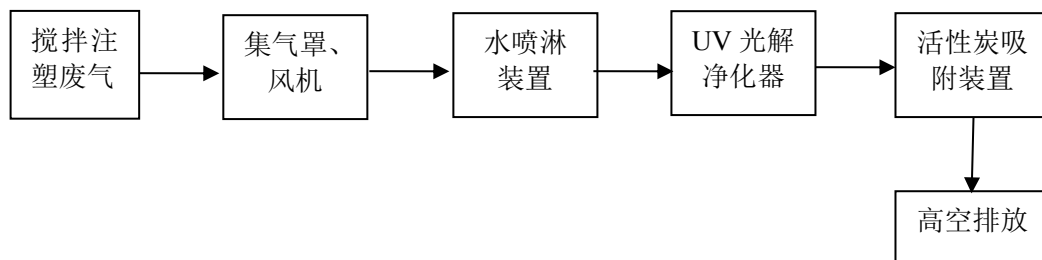 搅拌注
塑废气
集气罩、
风机
水喷淋
装置
UV 光解
净化器
活性炭吸
附装置
高空排放